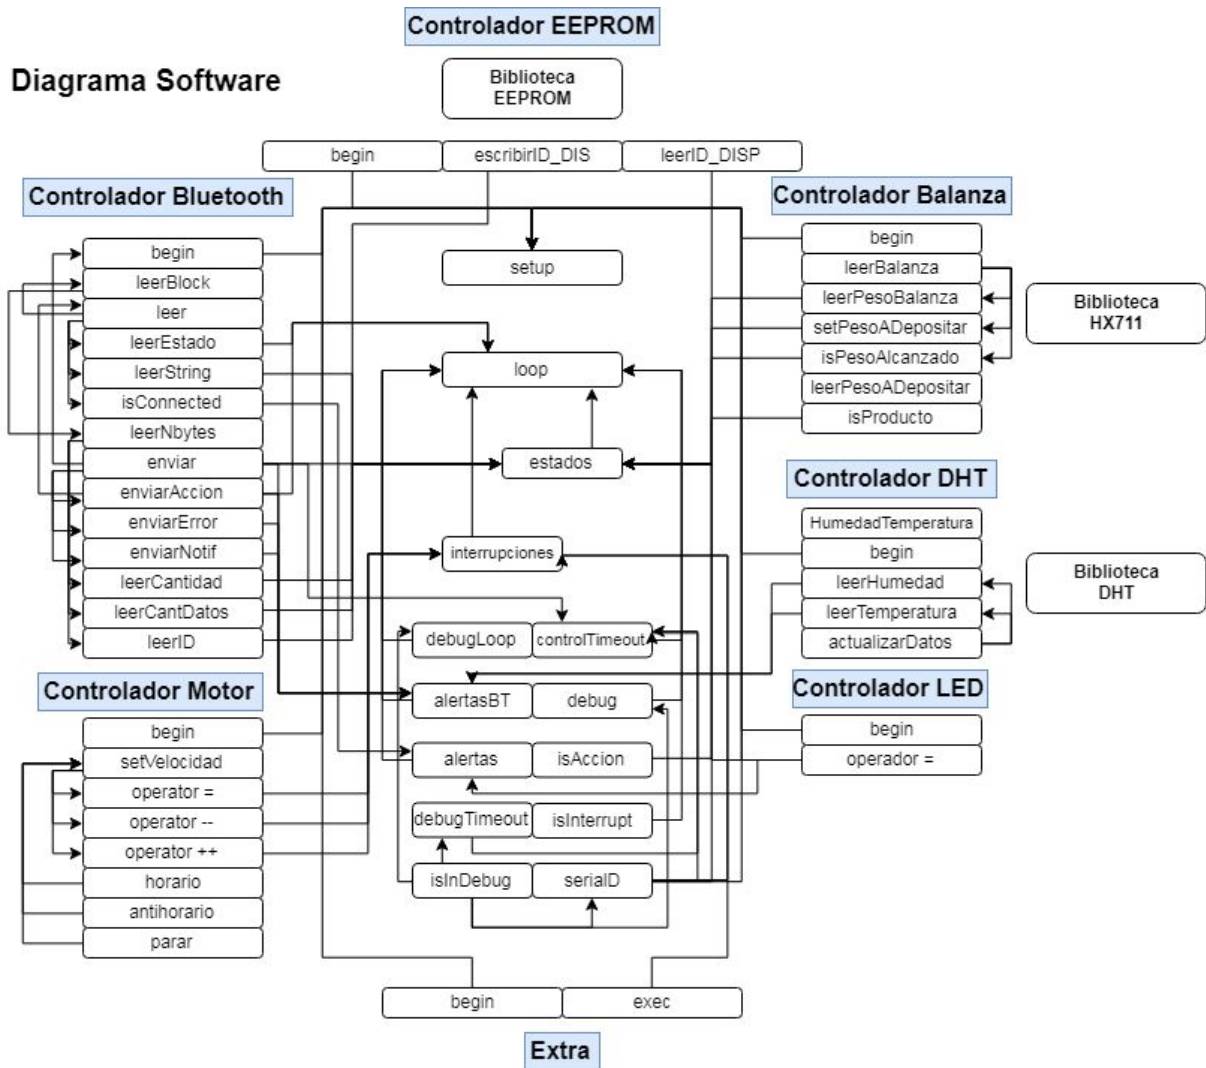 Controlador EEPROM
Diagrama Software
Biblioteca
EEPROM
begin
escribirID_DIS
leerID_DISP
Controlador Bluetooth
begin
leerBlock
leer
leerEstado
leerString
isConnected
leerNbytes
enviar
enviarAccion
enviarError
enviarNotif
leerCantidad
leerCantDatos
leerID
Controlador Motor
begin
setVelocidad
operator =
operator --
operator ++
horario
antihorario
parar
setup
loop
estados
interrupciones
debugLoop
controlTimeout
alertasBT
debug
alertas
isAccion
debugTimeout
isInterrupt
isInDebug
serialD
Controlador Balanza
begin
leerBalanza
leerPesoBalanza
setPesoADepositar
isPesoAlcanzado
leerPesoADepositar
isProducto
Biblioteca
HX711
Controlador DHT
HumedadTemperatura
begin
leerHumedad
leerTemperatura
actualizarDatos
Biblioteca
DHT
Controlador LED
begin
operador =
begin
exec
Extra